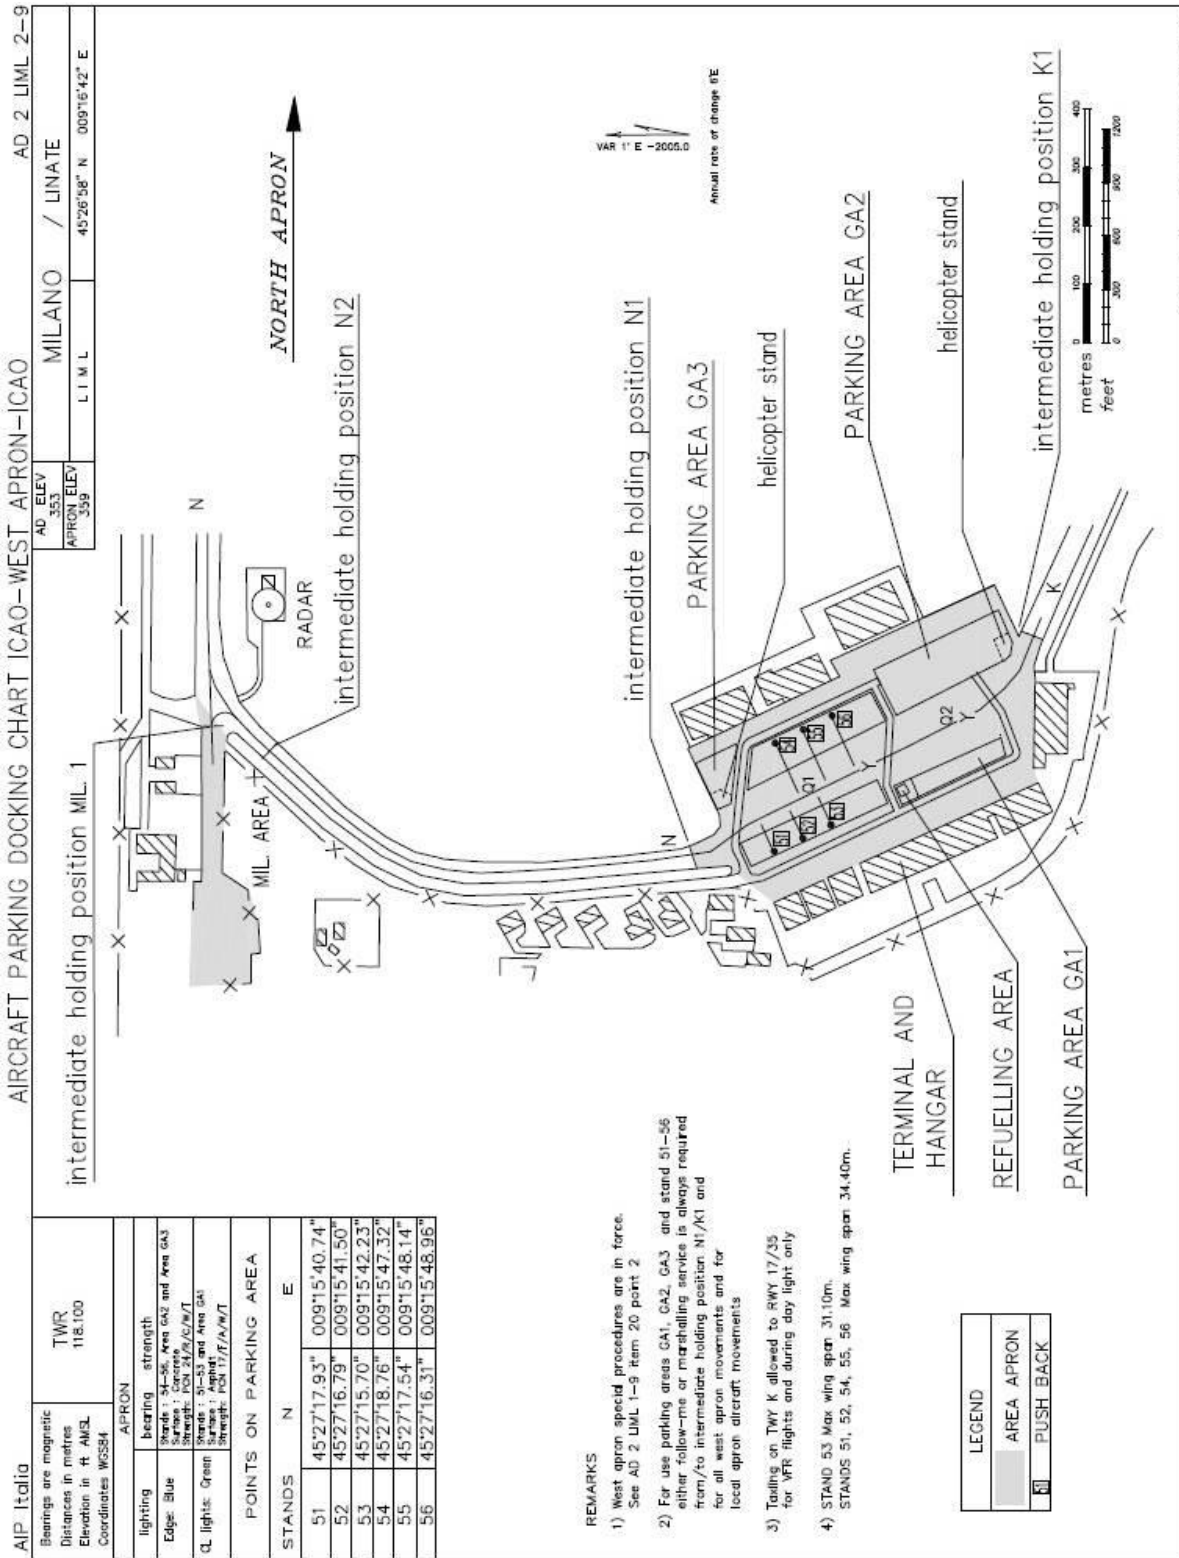 AIP Italia
AIRCRAFT PARKING DOCKING CHART ICAO-WEST APRON-ICAO
AD 2 LIML 2-9
Bearings are magnetic
Distances in metres
Elevation in ft AMSL
Coordinates WGS84
TWR
118.100
AD ELEV
353
APRON ELEV
359
MILANO / LINATE
L I M L
45°26'58" N 009°16'42" E
APRON
lighting
bearing strength
Edge: Blue
Stands : 54-56, Area GA2 and Area GA3
Surface : Concrete
Strength: PCN 24/R/C/W/T
CL lights: Green
Stands : 51-53 and Area GA1
Surface : Asphalt
Strength: PCN 17/F/A/W/T
POINTS ON PARKING AREA
STANDS N E
51 45°27'17.93" 009°15'40.74"
52 45°27'16.79" 009°15'41.50"
53 45°27'15.70" 009°15'42.23"
54 45°27'18.76" 009°15'47.32"
55 45°27'17.54" 009°15'48.14"
56 45°27'16.31" 009°15'48.96"
intermediate holding position MIL. 1
N
NORTH APRON
RADAR
MIL. AREA
intermediate holding position N2
VAR 1° E -2005.0
Annual rate of change 6'E
intermediate holding position N1
PARKING AREA GA3
helicopter stand
PARKING AREA GA2
helicopter stand
intermediate holding position K1
N
51
52
53
54
55
56
Q1
Y
Q2
Y
K
TERMINAL AND
HANGAR
REFUELLING AREA
PARKING AREA GA1
metres
0 100 200 300 400
feet
0 300 600 900 1200
REMARKS
1) West apron special procedures are in force.
See AD 2 LIML 1-9 item 20 point 2
2) For use parking areas GA1, GA2, GA3 and stand 51-56
either follow-me or marshalling service is always required
from/to intermediate holding position N1/K1 and
for all west apron movements and for
local apron aircraft movements
3) Taxiing on TWY K allowed to RWY 17/35
for VFR flights and during day light only
4) STAND 53 Max wing span 31.10m.
STANDS 51, 52, 54, 55, 56 Max wing span 34.40m.
LEGEND
AREA APRON
51 PUSH BACK